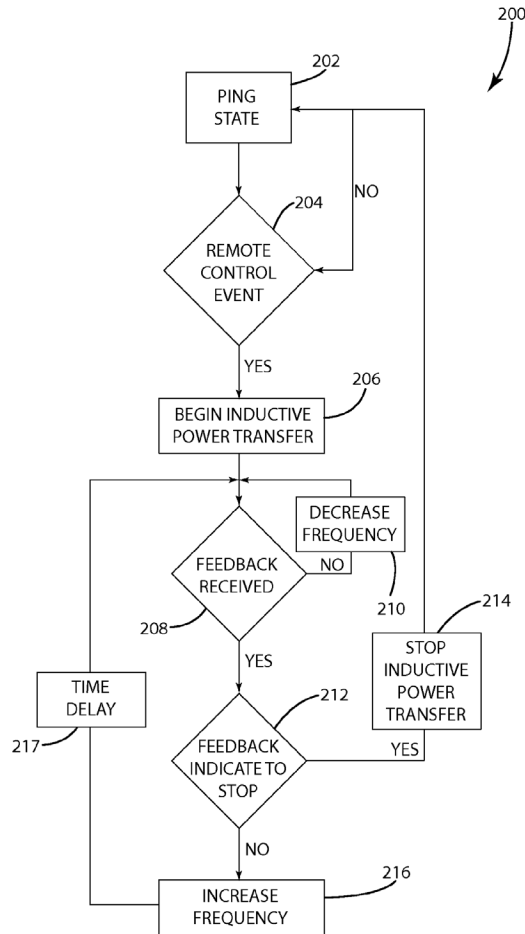 200
202
PING
STATE
204
NO
REMOTE
CONTROL
EVENT
YES
206
BEGIN INDUCTIVE
POWER TRANSFER
DECREASE
FREQUENCY
FEEDBACK
RECEIVED
NO
210
208
214
YES
STOP
INDUCTIVE
POWER
TRANSFER
TIME
DELAY
217
212
FEEDBACK
INDICATE TO
STOP
YES
NO
216
INCREASE
FREQUENCY